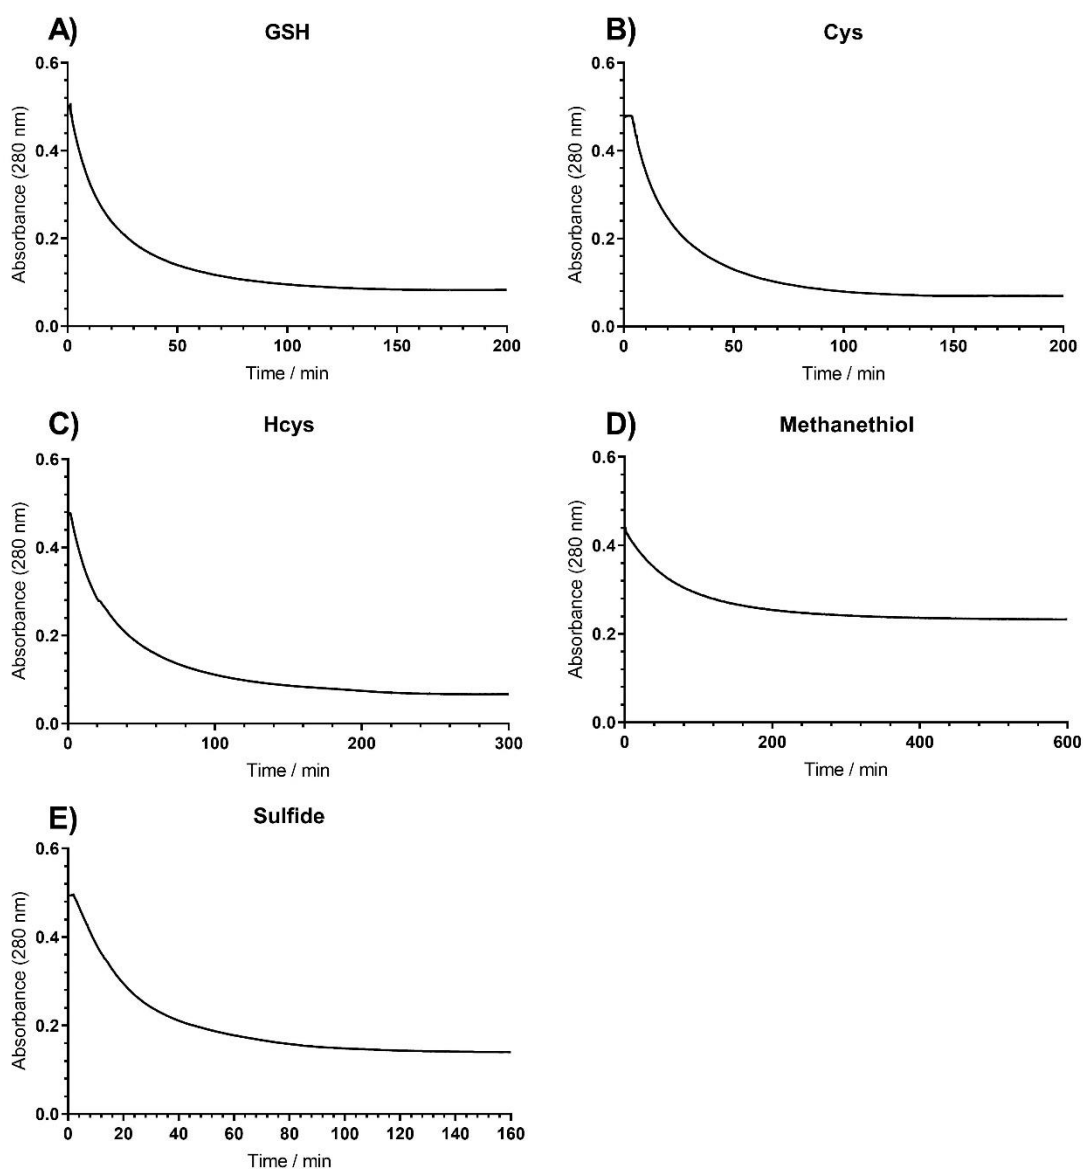 A) GSH
0.6
0.4
0.2
0.0
Absorbance (280 nm)
0 50 100 150 200
Time / min
B) Cys
0.6
0.4
0.2
0.0
Absorbance (280 nm)
0 50 100 150 200
Time / min
C) Hcys
0.6
0.4
0.2
0.0
Absorbance (280 nm)
0 100 200 300
Time / min
D) Methanethiol
0.6
0.4
0.2
0.0
Absorbance (280 nm)
0 200 400 600
Time / min
E) Sulfide
0.6
0.4
0.2
0.0
Absorbance (280 nm)
0 20 40 60 80 100 120 140 160
Time / min